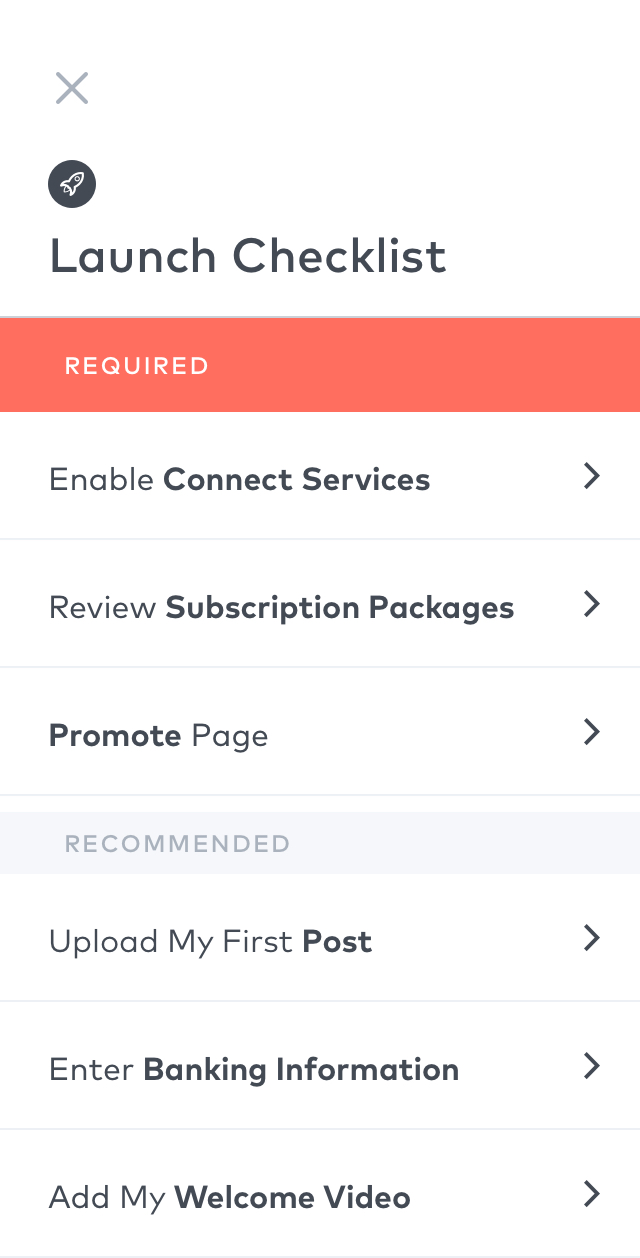 Launch Checklist
REQUIRED
Enable Connect Services
Review Subscription Packages
Promote Page
RECOMMENDED
Upload My First Post
Enter Banking Information
Add My Welcome Video